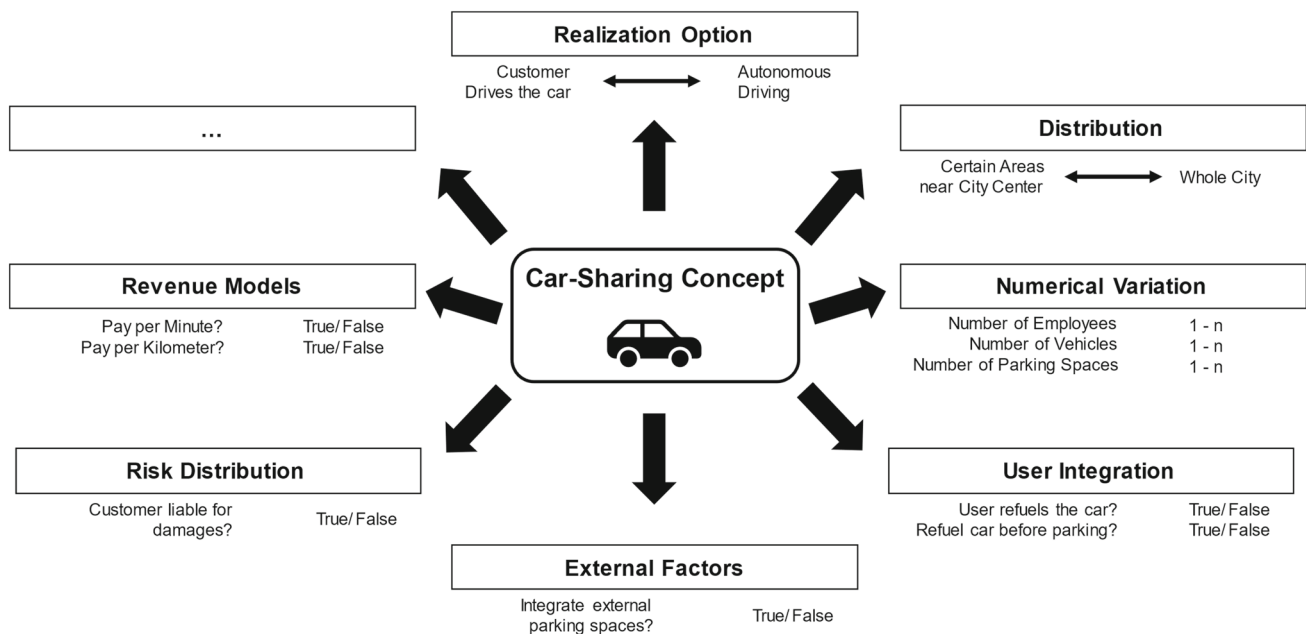 Realization Option
Customer
Drives the car
Autonomous
Driving
...
Distribution
Certain Areas
near City Center
Whole City
Car-Sharing Concept
Revenue Models
Pay per Minute? True/False
Pay per Kilometer? True/False
Numerical Variation
Number of Employees 1 - n
Number of Vehicles 1 - n
Number of Parking Spaces 1 - n
Risk Distribution
Customer liable for
damages?
True/False
User Integration
User refuels the car? True/False
Refuel car before parking? True/False
External Factors
Integrate external
parking spaces?
True/False